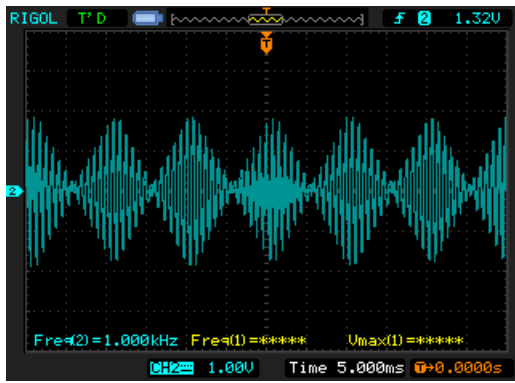 RIGOL T'D T f 2 1.32V
T
2
Freq(2)=1.000kHz Freq(1)=***** Vmax(1)=*****
CH2 1.00V Time 5.000ms T→0.0000s